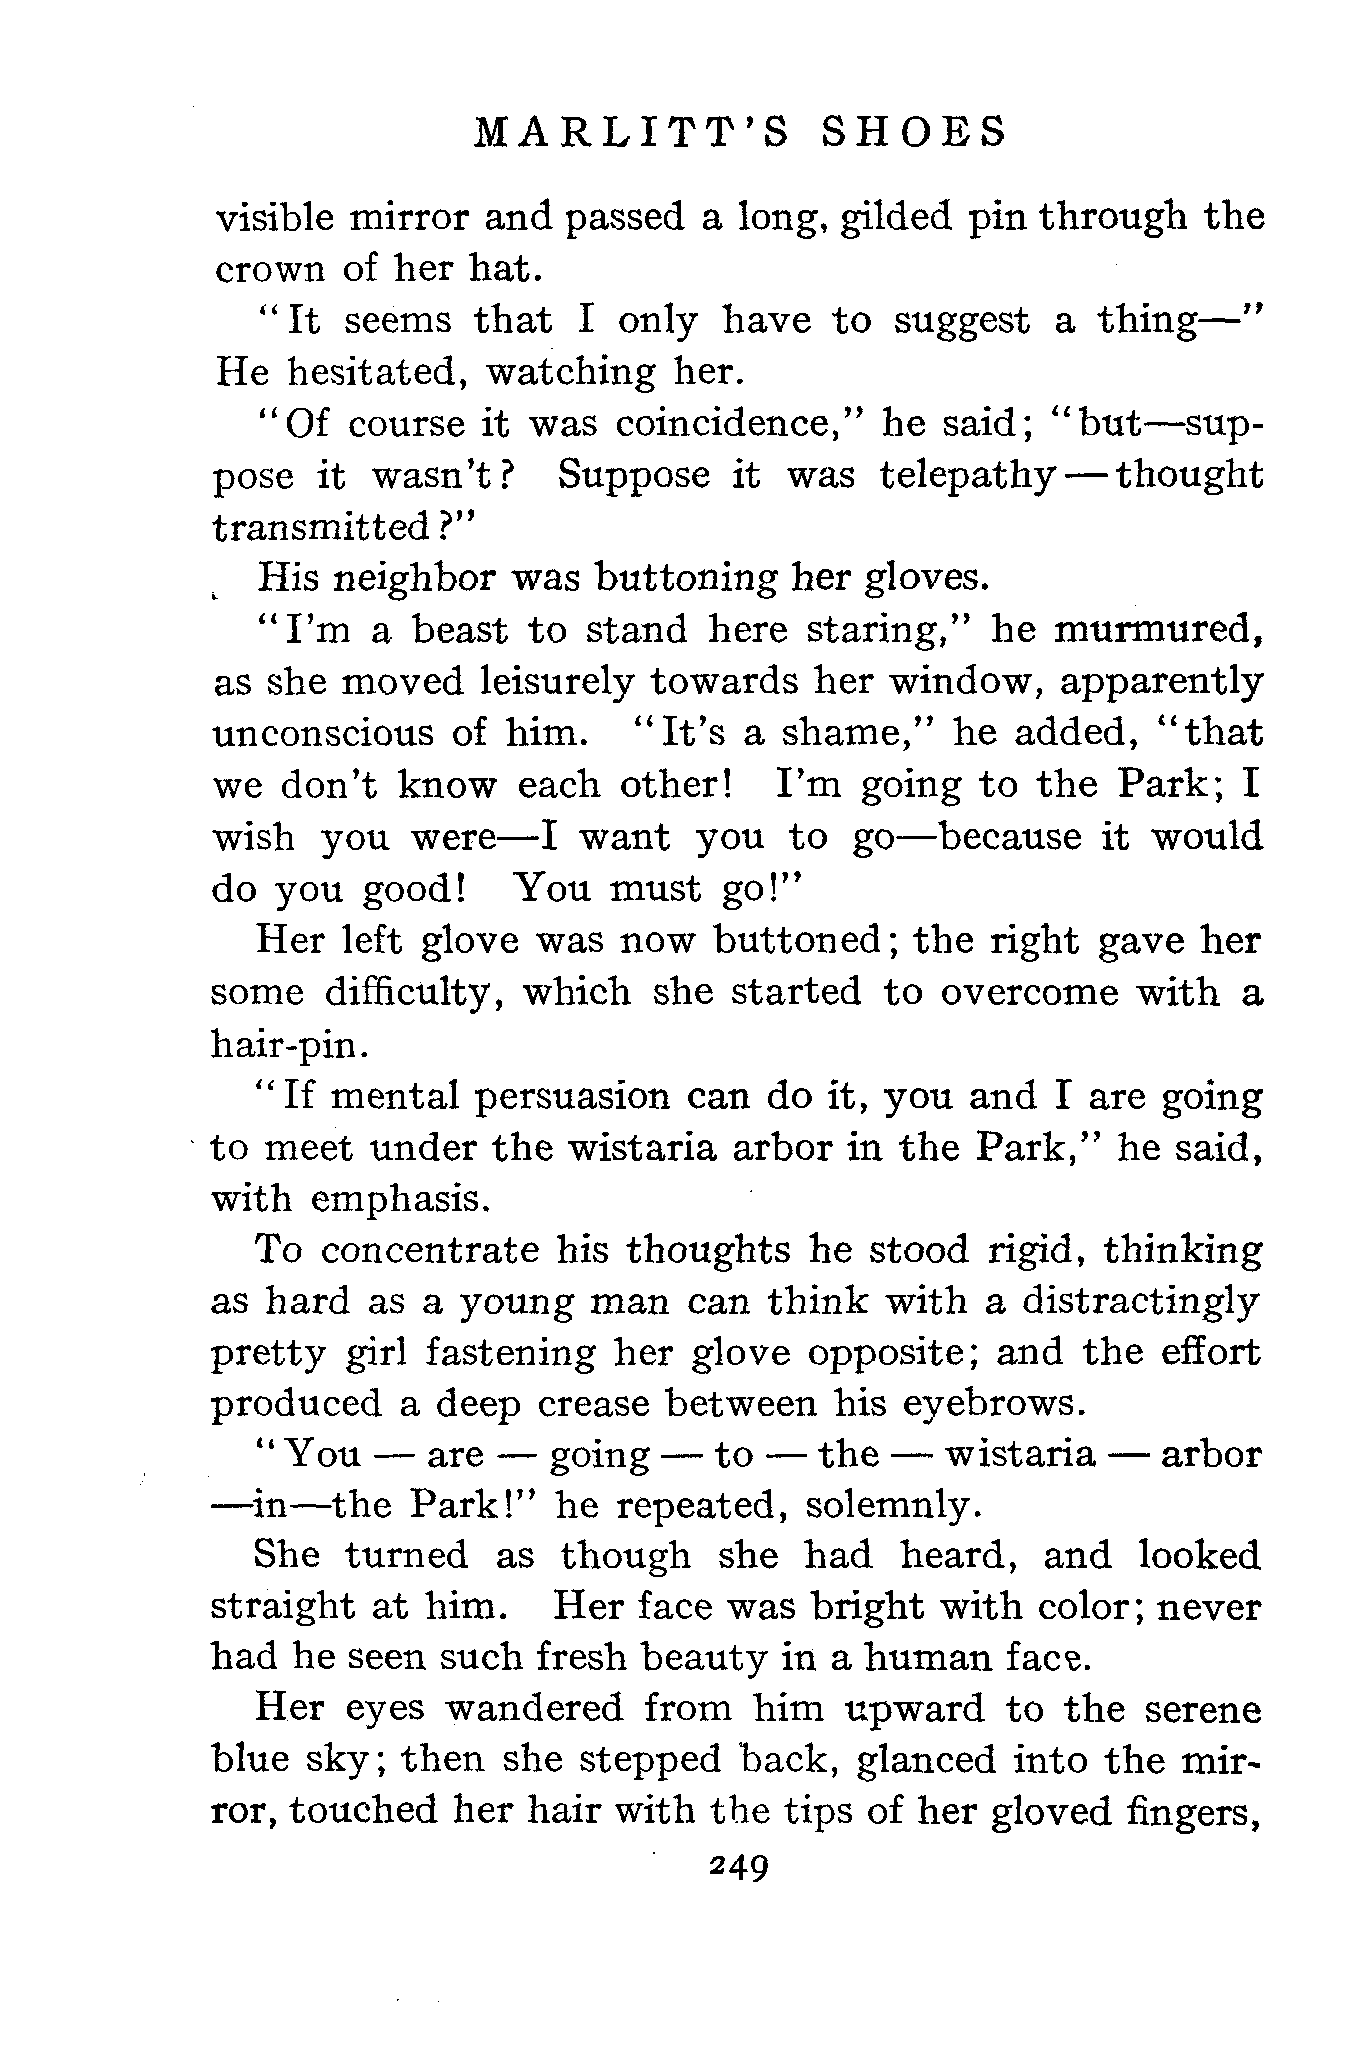 MARLITT'S SHOES
visible mirror and passed a long, gilded pin through the
crown of her hat.
"It seems that I only have to suggest a thing—"
He hesitated, watching her.
"Of course it was coincidence," he said; "but—sup-
pose it wasn't? Suppose it was telepathy—thought
transmitted?"
His neighbor was buttoning her gloves.
"I'm a beast to stand here staring," he murmured,
as she moved leisurely towards her window, apparently
unconscious of him. "It's a shame," he added, "that
we don't know each other! I'm going to the Park; I
wish you were—I want you to go—because it would
do you good! You must go!"
Her left glove was now buttoned; the right gave her
some difficulty, which she started to overcome with a
hair-pin.
"If mental persuasion can do it, you and I are going
to meet under the wistaria arbor in the Park," he said,
with emphasis.
To concentrate his thoughts he stood rigid, thinking
as hard as a young man can think with a distractingly
pretty girl fastening her glove opposite; and the effort
produced a deep crease between his eyebrows.
"You — are — going — to — the — wistaria — arbor
—in—the Park!" he repeated, solemnly.
She turned as though she had heard, and looked
straight at him. Her face was bright with color; never
had he seen such fresh beauty in a human face.
Her eyes wandered from him upward to the serene
blue sky; then she stepped back, glanced into the mir-
ror, touched her hair with the tips of her gloved fingers,
249